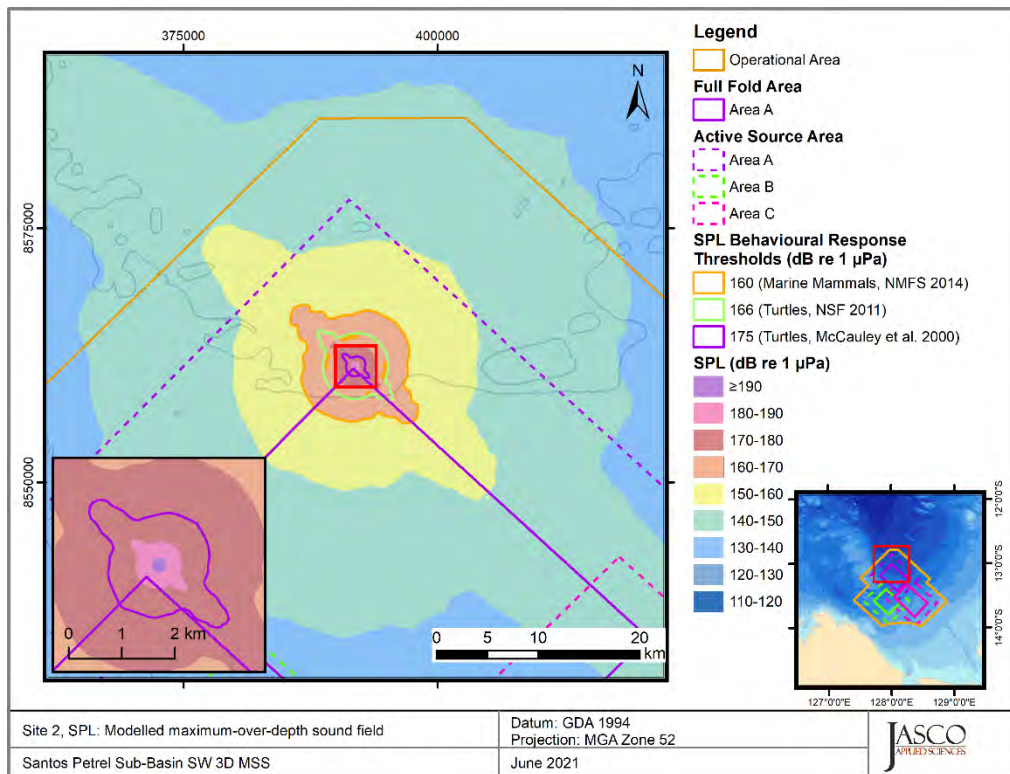 375000
400000
8575000
8550000
N
Legend
Operational Area
Full Fold Area
Area A
Active Source Area
Area A
Area B
Area C
SPL Behavioural Response
Thresholds (dB re 1 µPa)
160 (Marine Mammals, NMFS 2014)
166 (Turtles, NSF 2011)
175 (Turtles, McCauley et al. 2000)
SPL (dB re 1 µPa)
≥190
180-190
170-180
160-170
150-160
140-150
130-140
120-130
110-120
0 1 2 km
0 5 10 20
km
12°0'0"S
13°0'0"S
14°0'0"S
127°0'0"E 128°0'0"E 129°0'0"E
Site 2, SPL: Modelled maximum-over-depth sound field
Datum: GDA 1994
Projection: MGA Zone 52
Santos Petrel Sub-Basin SW 3D MSS
June 2021
JASCO
APPLIED SCIENCES